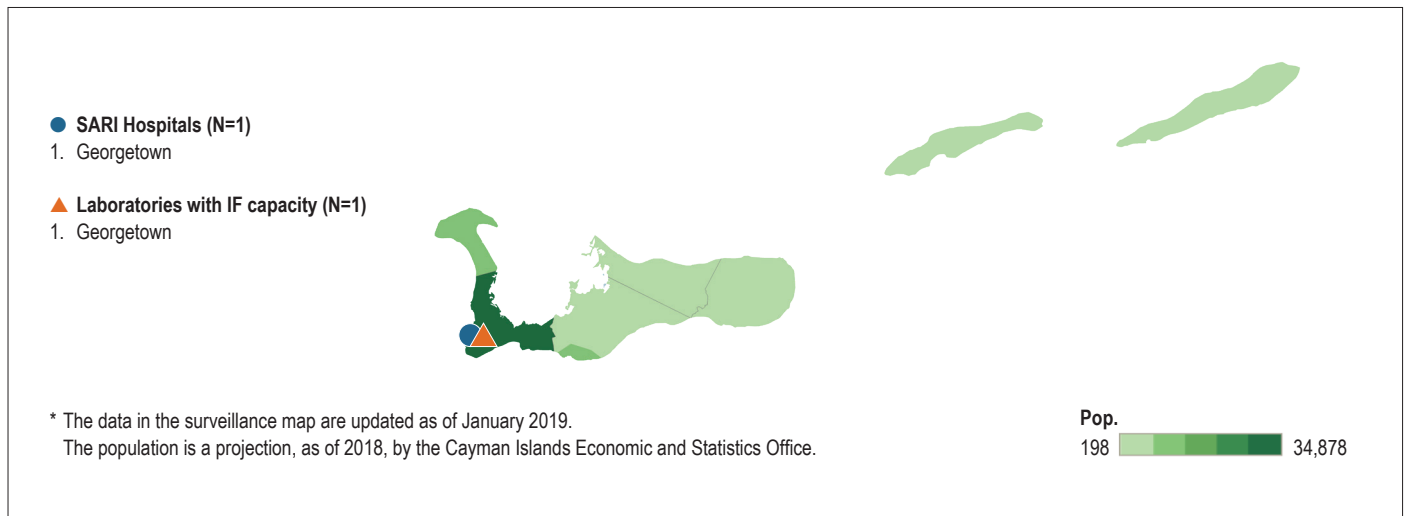 SARI Hospitals (N=1)
1. Georgetown
Laboratories with IF capacity (N=1)
1. Georgetown
* The data in the surveillance map are updated as of January 2019.
The population is a projection, as of 2018, by the Cayman Islands Economic and Statistics Office.
Pop.
198 34,878